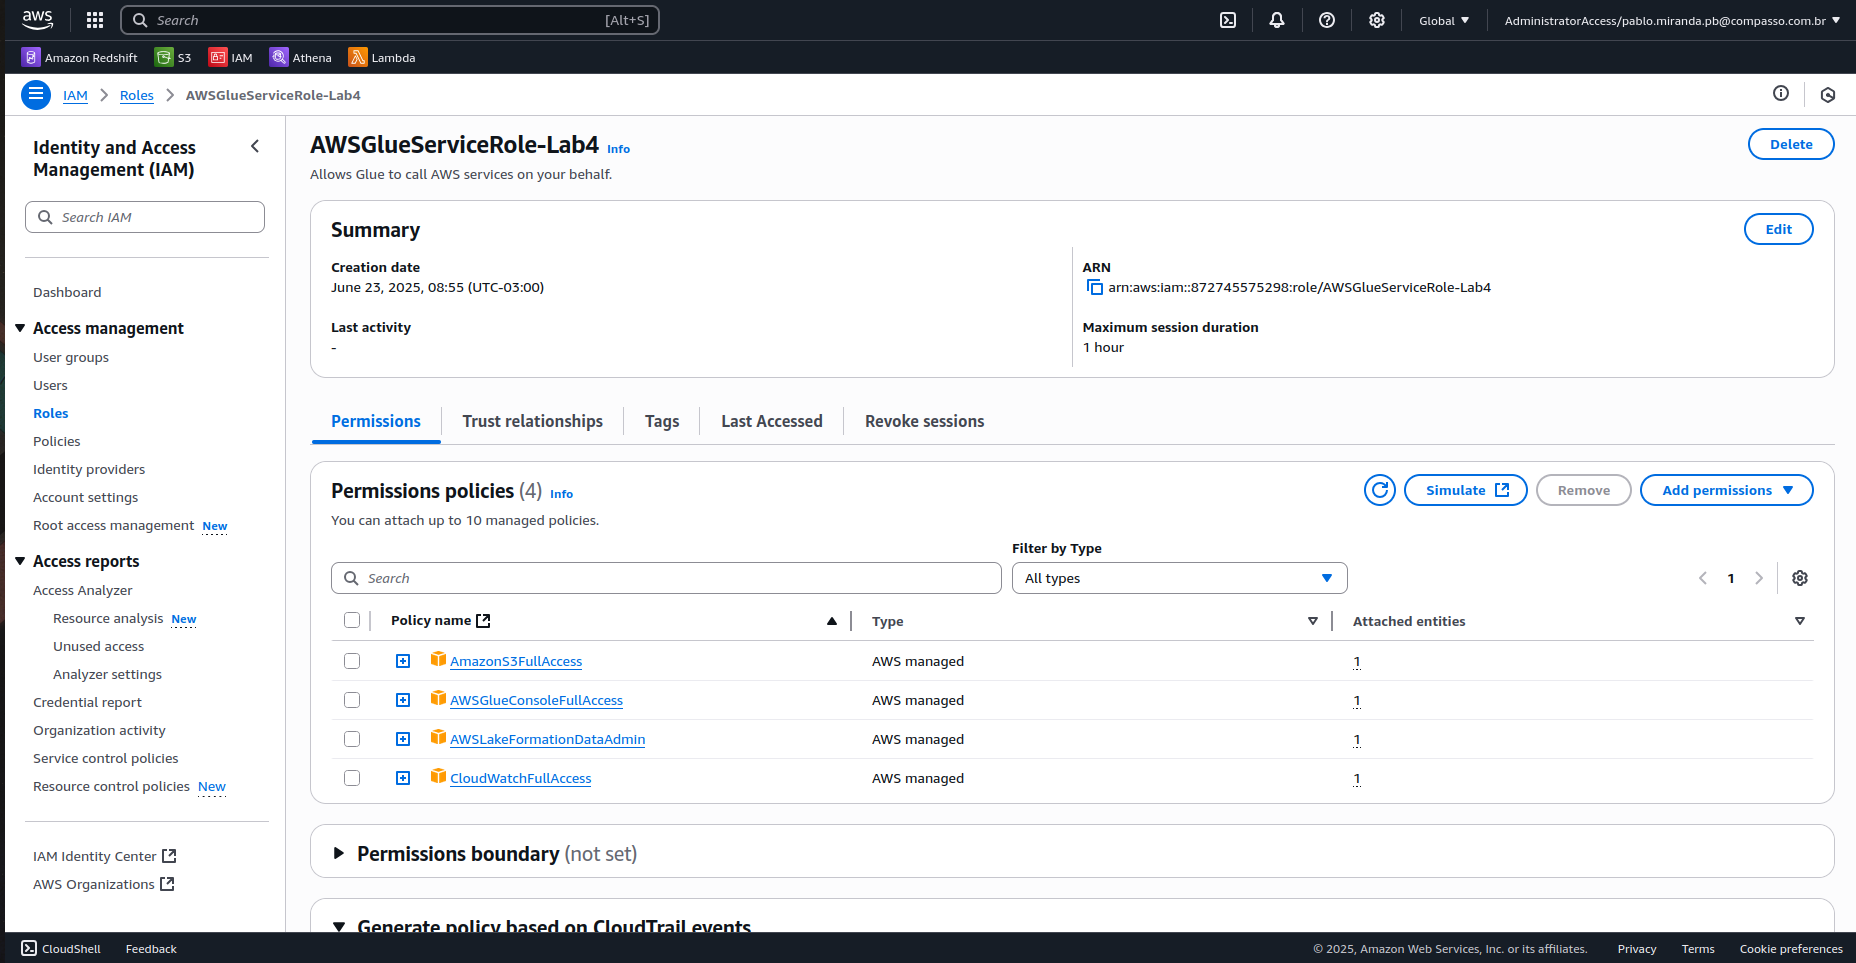 aws
Search [Alt+S]
Global
AdministratorAccess/pablo.miranda.pb@compasso.com.br
Amazon Redshift
S3
IAM
Athena
Lambda
IAM
Roles
AWSGlueServiceRole-Lab4
Identity and Access
Management (IAM)
Search IAM
Dashboard
Access management
User groups
Users
Roles
Policies
Identity providers
Account settings
Root access management New
Access reports
Access Analyzer
Resource analysis New
Unused access
Analyzer settings
Credential report
Organization activity
Service control policies
Resource control policies New
IAM Identity Center
AWS Organizations
AWSGlueServiceRole-Lab4 Info
Delete
Allows Glue to call AWS services on your behalf.
Summary
Edit
Creation date
June 23, 2025, 08:55 (UTC-03:00)
ARN
arn:aws:iam::872745575298:role/AWSGlueServiceRole-Lab4
Last activity
-
Maximum session duration
1 hour
Permissions
Trust relationships
Tags
Last Accessed
Revoke sessions
Permissions policies (4) Info
Simulate
Remove
Add permissions
You can attach up to 10 managed policies.
Filter by Type
Search
All types
1
Policy name Type Attached entities
AmazonS3FullAccess AWS managed 1
AWSGlueConsoleFullAccess AWS managed 1
AWSLakeFormationDataAdmin AWS managed 1
CloudWatchFullAccess AWS managed 1
Permissions boundary (not set)
Generate policy based on CloudTrail events
CloudShell
Feedback
© 2025, Amazon Web Services, Inc. or its affiliates.
Privacy
Terms
Cookie preferences